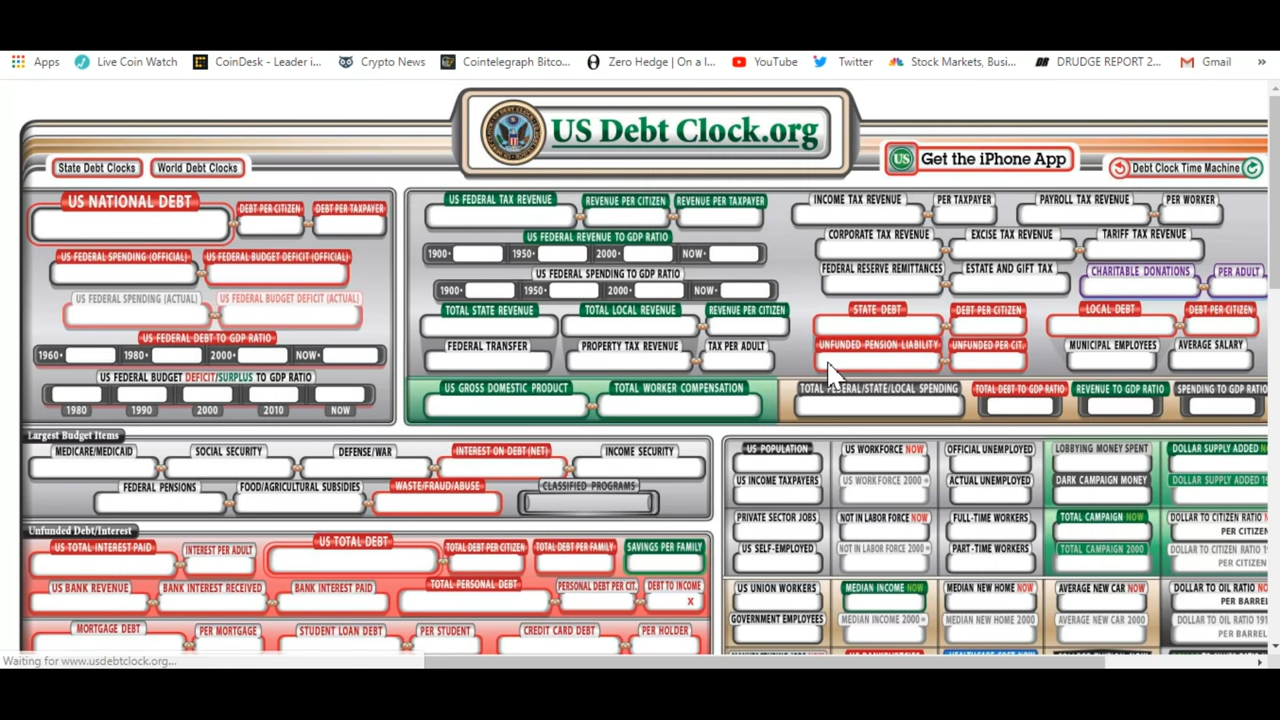 Apps Live Coin Watch CoinDesk - Leader i... Crypto News Cointelegraph Bitco... Zero Hedge | On a l... YouTube Twitter Stock Markets, Busi... DRUDGE REPORT 2... Gmail »
US Debt Clock.org
State Debt Clocks World Debt Clocks
US Get the iPhone App
Debt Clock Time Machine
US NATIONAL DEBT
DEBT PER CITIZEN DEBT PER TAXPAYER
US FEDERAL SPENDING (OFFICIAL) US FEDERAL BUDGET DEFICIT (OFFICIAL)
US FEDERAL SPENDING (ACTUAL) US FEDERAL BUDGET DEFICIT (ACTUAL)
US FEDERAL DEBT TO GDP RATIO
1960• 1980• 2000• NOW•
US FEDERAL BUDGET DEFICIT/SURPLUS TO GDP RATIO
1980 1990 2000 2010 NOW
US FEDERAL TAX REVENUE REVENUE PER CITIZEN REVENUE PER TAXPAYER
US FEDERAL REVENUE TO GDP RATIO
1900• 1950• 2000• NOW•
US FEDERAL SPENDING TO GDP RATIO
1900• 1950• 2000• NOW•
TOTAL STATE REVENUE TOTAL LOCAL REVENUE REVENUE PER CITIZEN
FEDERAL TRANSFER PROPERTY TAX REVENUE TAX PER ADULT
US GROSS DOMESTIC PRODUCT TOTAL WORKER COMPENSATION
INCOME TAX REVENUE PER TAXPAYER PAYROLL TAX REVENUE PER WORKER
CORPORATE TAX REVENUE EXCISE TAX REVENUE TARIFF TAX REVENUE
FEDERAL RESERVE REMITTANCES ESTATE AND GIFT TAX CHARITABLE DONATIONS PER ADULT
STATE DEBT DEBT PER CITIZEN LOCAL DEBT DEBT PER CITIZEN
UNFUNDED PENSION LIABILITY UNFUNDED PER CIT. MUNICIPAL EMPLOYEES AVERAGE SALARY
TOTAL FEDERAL/STATE/LOCAL SPENDING TOTAL DEBT TO GDP RATIO REVENUE TO GDP RATIO SPENDING TO GDP RATIO
Largest Budget Items
MEDICARE/MEDICAID SOCIAL SECURITY DEFENSE/WAR INTEREST ON DEBT (NET) INCOME SECURITY
FEDERAL PENSIONS FOOD/AGRICULTURAL SUBSIDIES WASTE/FRAUD/ABUSE CLASSIFIED PROGRAMS
Unfunded Debt/Interest
US TOTAL INTEREST PAID INTEREST PER ADULT US TOTAL DEBT TOTAL DEBT PER CITIZEN TOTAL DEBT PER FAMILY SAVINGS PER FAMILY
US BANK REVENUE BANK INTEREST RECEIVED BANK INTEREST PAID TOTAL PERSONAL DEBT PERSONAL DEBT PER CIT. DEBT TO INCOME
X
MORTGAGE DEBT PER MORTGAGE STUDENT LOAN DEBT PER STUDENT CREDIT CARD DEBT PER HOLDER
US POPULATION US WORKFORCE NOW OFFICIAL UNEMPLOYED LOBBYING MONEY SPENT DOLLAR SUPPLY ADDED
US INCOME TAXPAYERS US WORKFORCE 2000 ACTUAL UNEMPLOYED DARK CAMPAIGN MONEY DOLLAR SUPPLY ADDED
PRIVATE SECTOR JOBS NOT IN LABOR FORCE NOW FULL-TIME WORKERS TOTAL CAMPAIGN NOW DOLLAR TO CITIZEN RATIO
PER CITIZEN
US SELF-EMPLOYED NOT IN LABOR FORCE 2000 PART-TIME WORKERS TOTAL CAMPAIGN 2000 DOLLAR TO CITIZEN RATIO
PER CITIZEN
US UNION WORKERS MEDIAN INCOME NOW MEDIAN NEW HOME NOW AVERAGE NEW CAR NOW DOLLAR TO OIL RATIO
PER BARREL
GOVERNMENT EMPLOYEES MEDIAN INCOME 2000 MEDIAN NEW HOME 2000 AVERAGE NEW CAR 2000 DOLLAR TO OIL RATIO
PER BARREL
Waiting for www.usdebtclock.org...